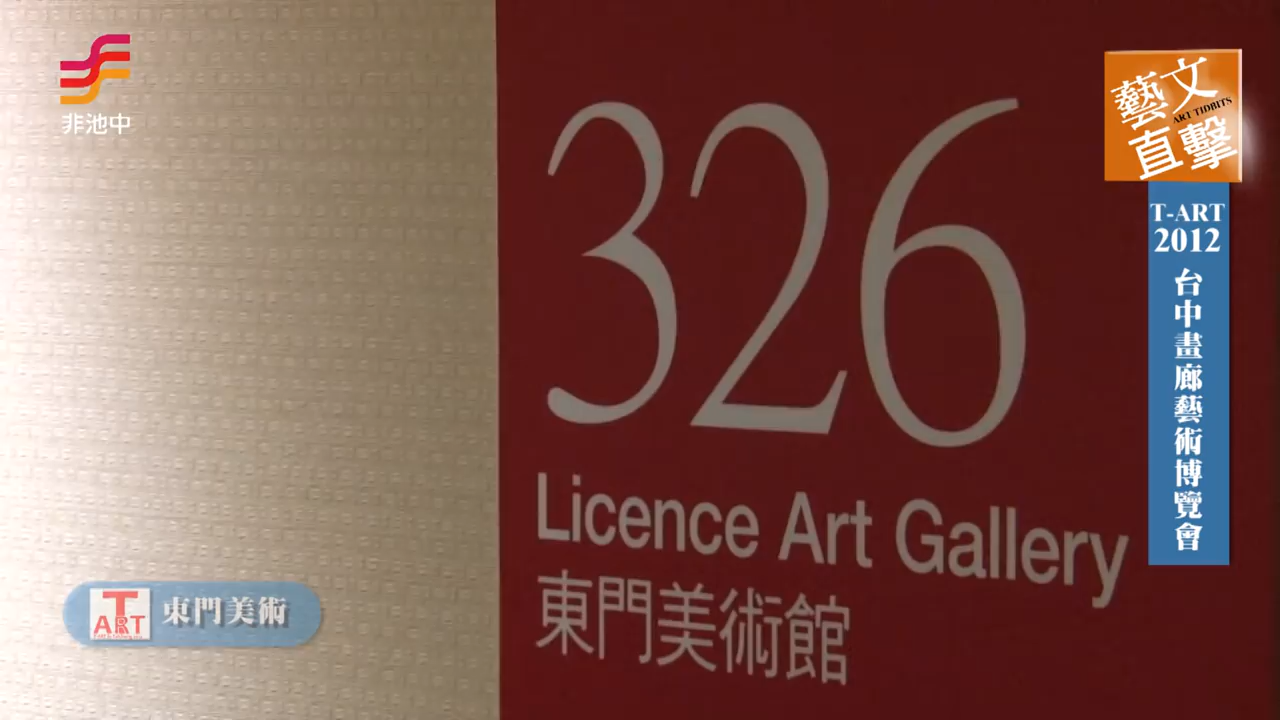 非池中
藝文
ART TIDBITS
直擊
T-ART
2012
台中畫廊藝術博覽會
326
Licence Art Gallery
東門美術館
T
ART
東門美術